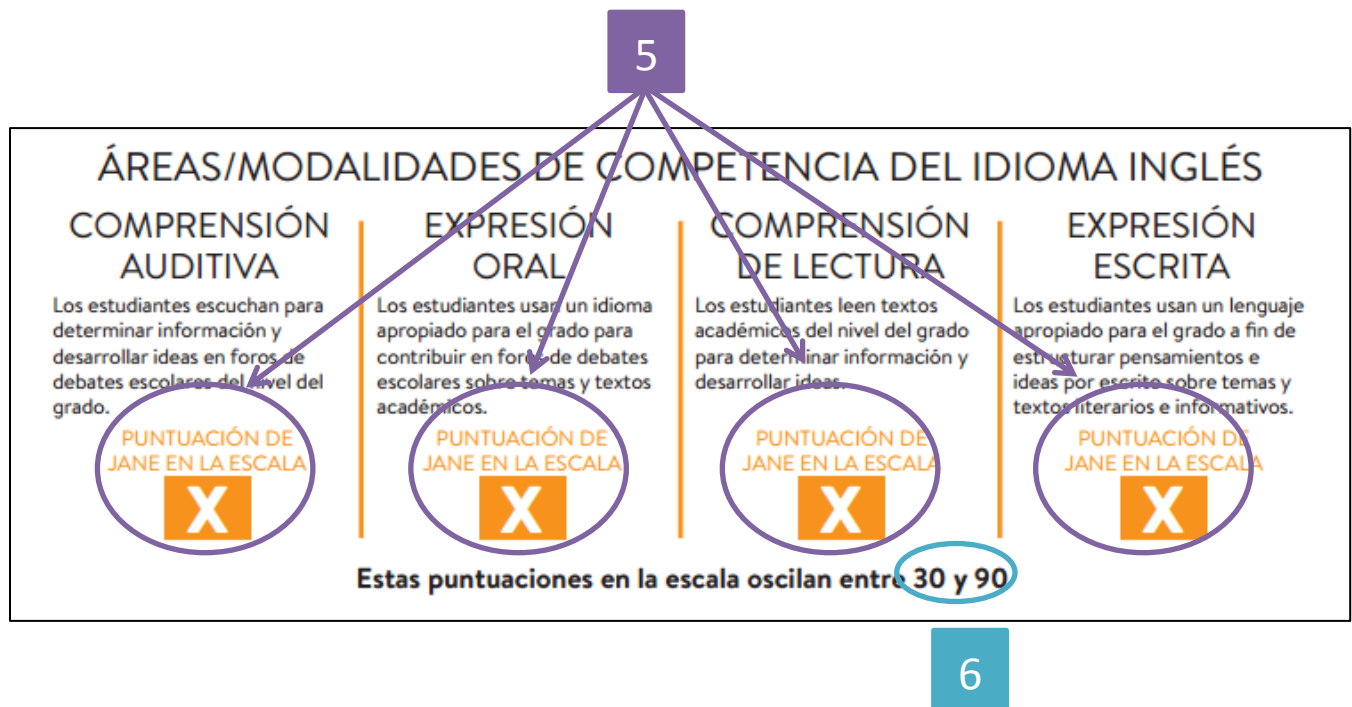 5
ÁREAS/MODALIDADES DE COMPETENCIA DEL IDIOMA INGLÉS
COMPRENSIÓN
AUDITIVA
Los estudiantes escuchan para
determinar información y
desarrollar ideas en foros de
debates escolares del nivel del
grado.
PUNTUACIÓN DE
JANE EN LA ESCALA
X
EXPRESIÓN
ORAL
Los estudiantes usan un idioma
apropiado para el grado para
contribuir en foros de debates
escolares sobre temas y textos
académicos.
PUNTUACIÓN DE
JANE EN LA ESCALA
X
COMPRENSIÓN
DE LECTURA
Los estudiantes leen textos
académicos del nivel del grado
para determinar información y
desarrollar ideas.
PUNTUACIÓN DE
JANE EN LA ESCALA
X
EXPRESIÓN
ESCRITA
Los estudiantes usan un lenguaje
apropiado para el grado a fin de
estructurar pensamientos e
ideas por escrito sobre temas y
textos literarios e informativos.
PUNTUACIÓN DE
JANE EN LA ESCALA
X
Estas puntuaciones en la escala oscilan entre 30 y 90
6